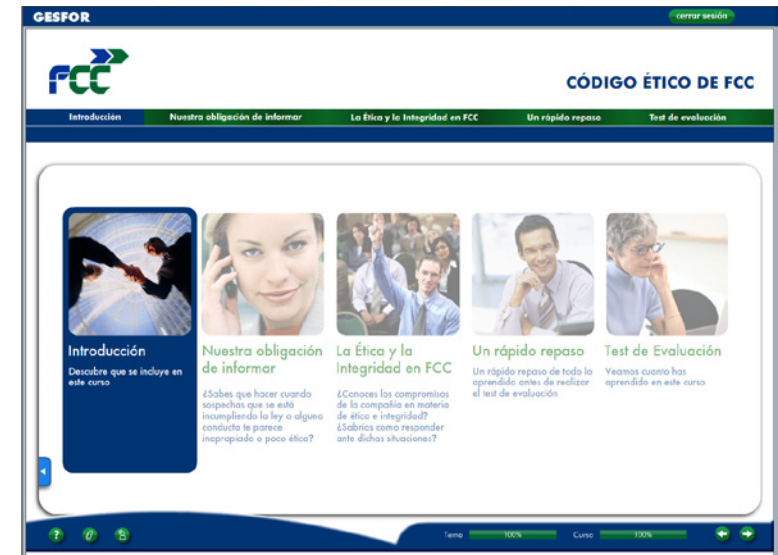 GESFOR
cerrar sesión
FCC
CÓDIGO ÉTICO DE FCC
Introducción
Nuestra obligación de informar
La Ética y la Integridad en FCC
Un rápido repaso
Test de evaluación
Introducción
Descubre que se incluye en
este curso
Nuestra obligación
de informar
¿Sabes que hacer cuando
sospechas que se está
incumpliendo la ley o alguna
conducta te parece
inapropiada o poco ética?
La Ética y la
Integridad en FCC
¿Conoces los compromisos
de la compañía en materia
de ética e integridad?
¿Sabrías como responder
ante dichas situaciones?
Un rápido repaso
Un rápido repaso de todo lo
aprendido antes de realizar
el test de evaluación
Test de Evaluación
Veamos cuanto has
aprendido en este curso
?
Tema 100% Curso 100%